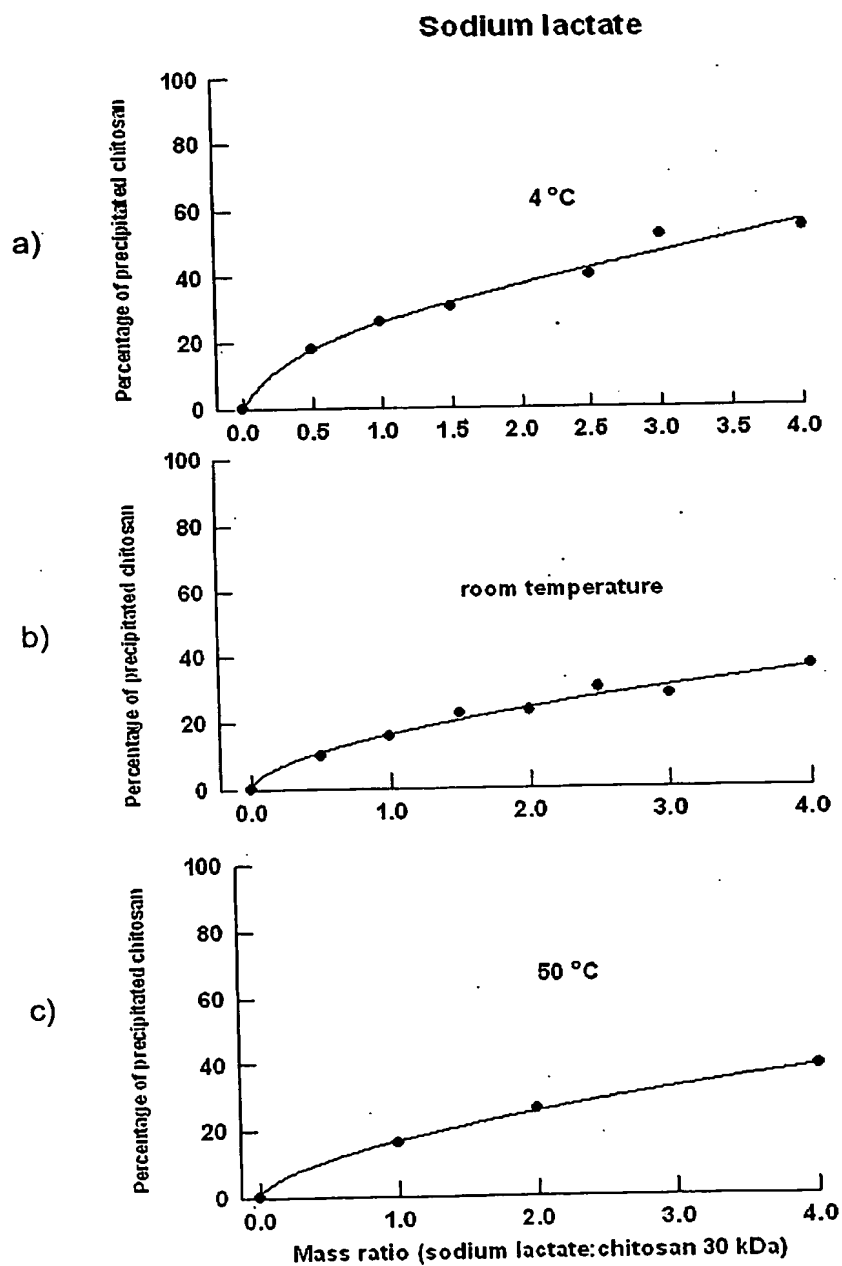 Sodium lactate
a)
Percentage of precipitated chitosan
100
80
60
40
20
0
4 °C
0.0 0.5 1.0 1.5 2.0 2.5 3.0 3.5 4.0
b)
Percentage of precipitated chitosan
100
80
60
40
20
0
room temperature
0.0 1.0 2.0 3.0 4.0
c)
Percentage of precipitated chitosan
100
80
60
40
20
0
50 °C
0.0 1.0 2.0 3.0 4.0
Mass ratio (sodium lactate:chitosan 30 kDa)